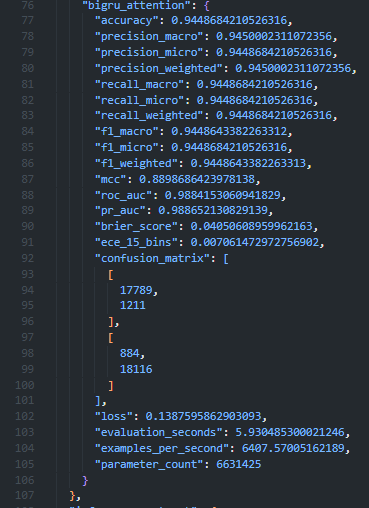 76 "bigru_attention": {
77 "accuracy": 0.9448684210526316,
78 "precision_macro": 0.9450002311072356,
79 "precision_micro": 0.9448684210526316,
80 "precision_weighted": 0.9450002311072356,
81 "recall_macro": 0.9448684210526316,
82 "recall_micro": 0.9448684210526316,
83 "recall_weighted": 0.9448684210526316,
84 "f1_macro": 0.9448643382263312,
85 "f1_micro": 0.9448684210526316,
86 "f1_weighted": 0.9448643382263313,
87 "mcc": 0.8898686423978138,
88 "roc_auc": 0.9884153060941829,
89 "pr_auc": 0.988652130829139,
90 "brier_score": 0.04050608959962163,
91 "ece_15_bins": 0.007061472972756902,
92 "confusion_matrix": [
93 [
94 17789,
95 1211
96 ],
97 [
98 884,
99 18116
100 ]
101 ],
102 "loss": 0.1387595862903093,
103 "evaluation_seconds": 5.930485300021246,
104 "examples_per_second": 6407.57005162189,
105 "parameter_count": 6631425
106 }
107 },